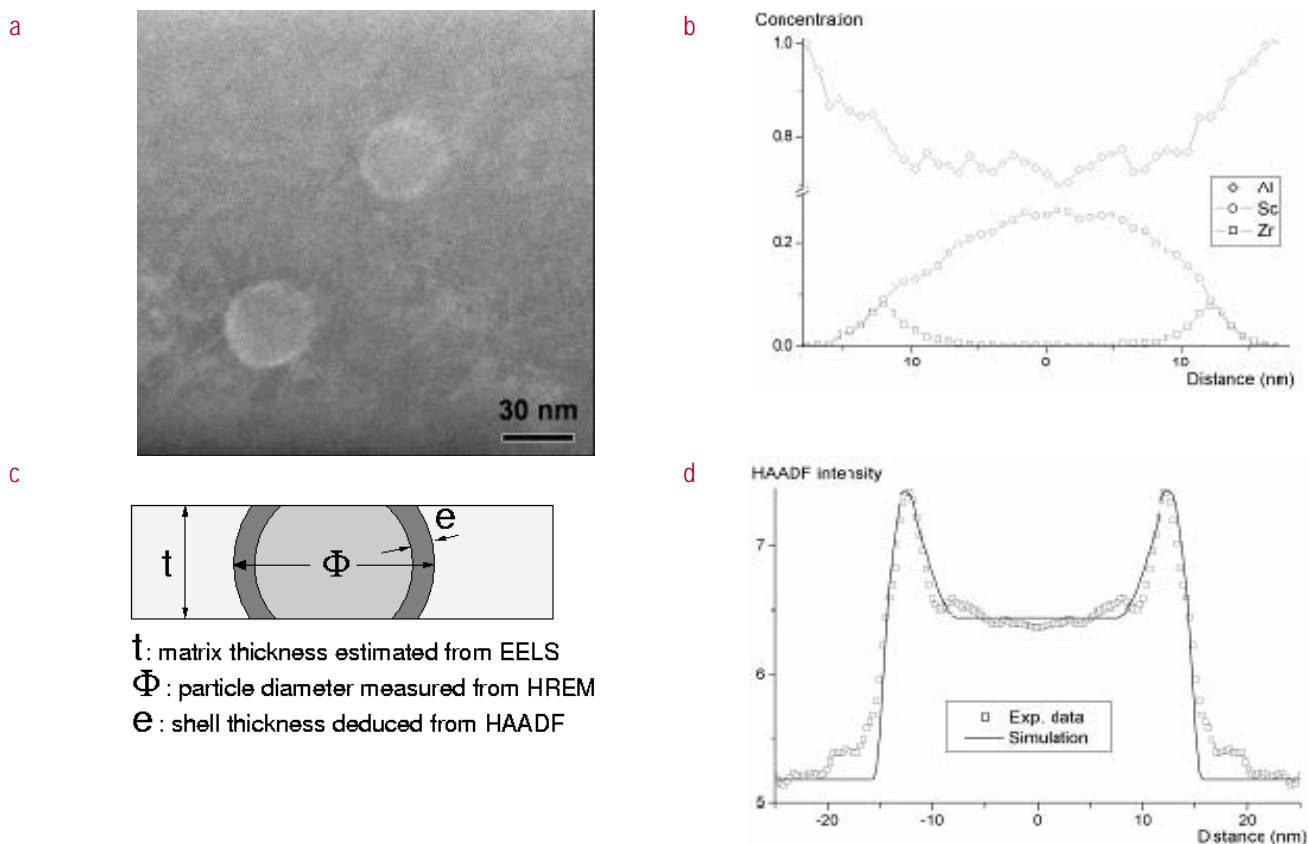 a
30 nm
b
Concentration
1.0
0.8
0.2
0.0
Al
Sc
Zr
10
0
10
Distance (nm)
c
t
Φ
e
t: matrix thickness estimated from EELS
Φ : particle diameter measured from HREM
e : shell thickness deduced from HAADF
d
HAADF intensity
7
6
5
Exp. data
Simulation
-20
-10
0
10
20
Distance (nm)